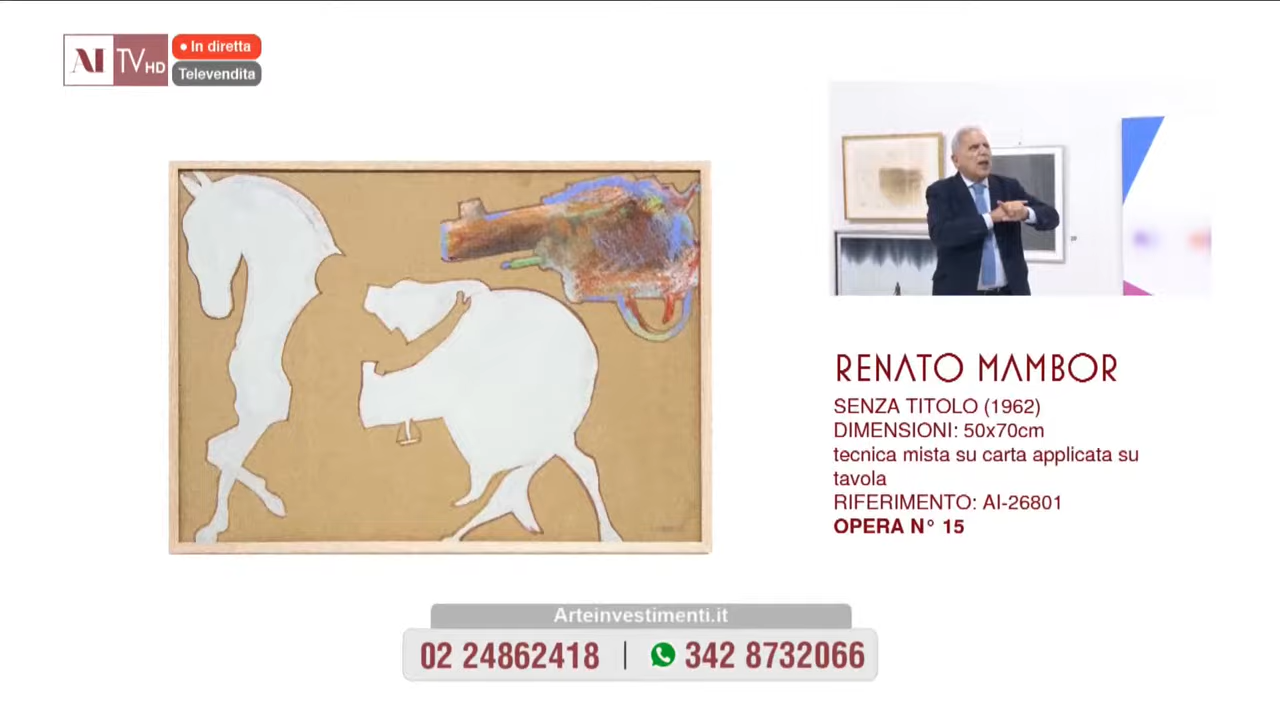 AI TV HD
In diretta
Televendita
RENATO MAMBOR
SENZA TITOLO (1962)
DIMENSIONI: 50x70cm
tecnica mista su carta applicata su
tavola
RIFERIMENTO: AI-26801
OPERA N° 15
Arteinvestimenti.it
02 24862418 | 342 8732066